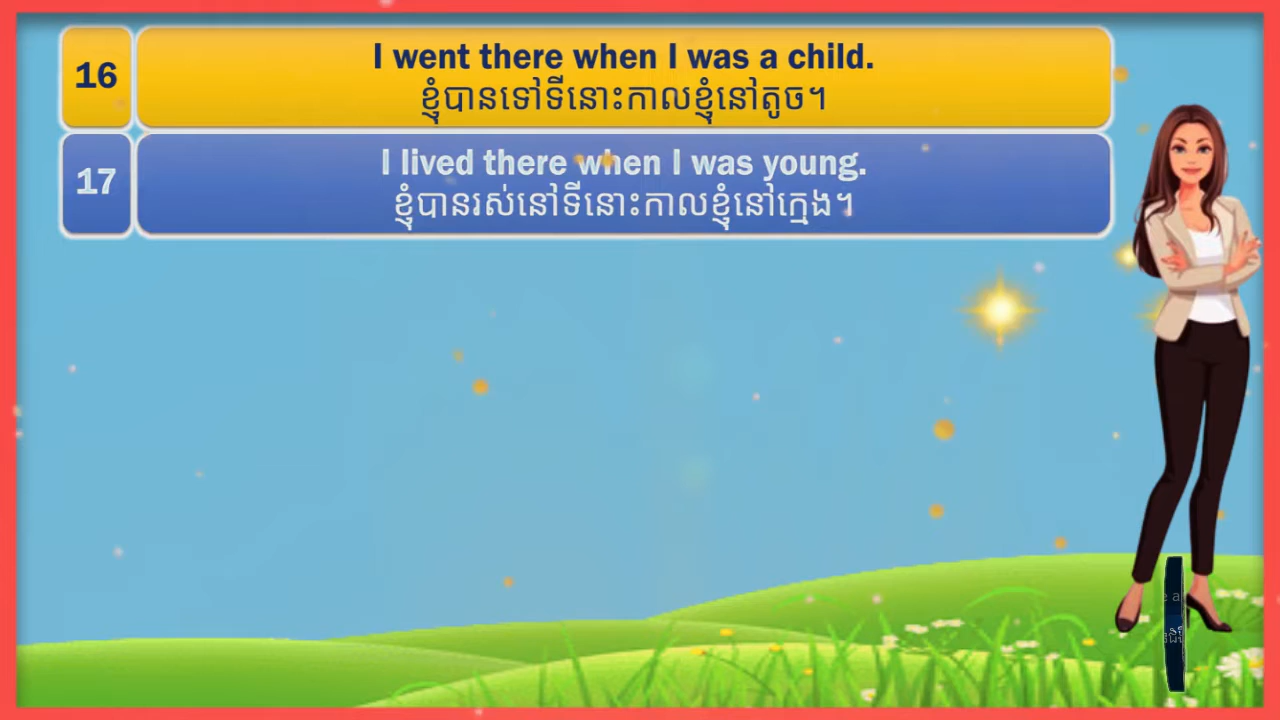 16
I went there when I was a child.
ខ្ញុំបានទៅទីនោះកាលខ្ញុំនៅតូច។
17
I lived there when I was young.
ខ្ញុំបានរស់នៅទីនោះកាលខ្ញុំនៅក្មេង។